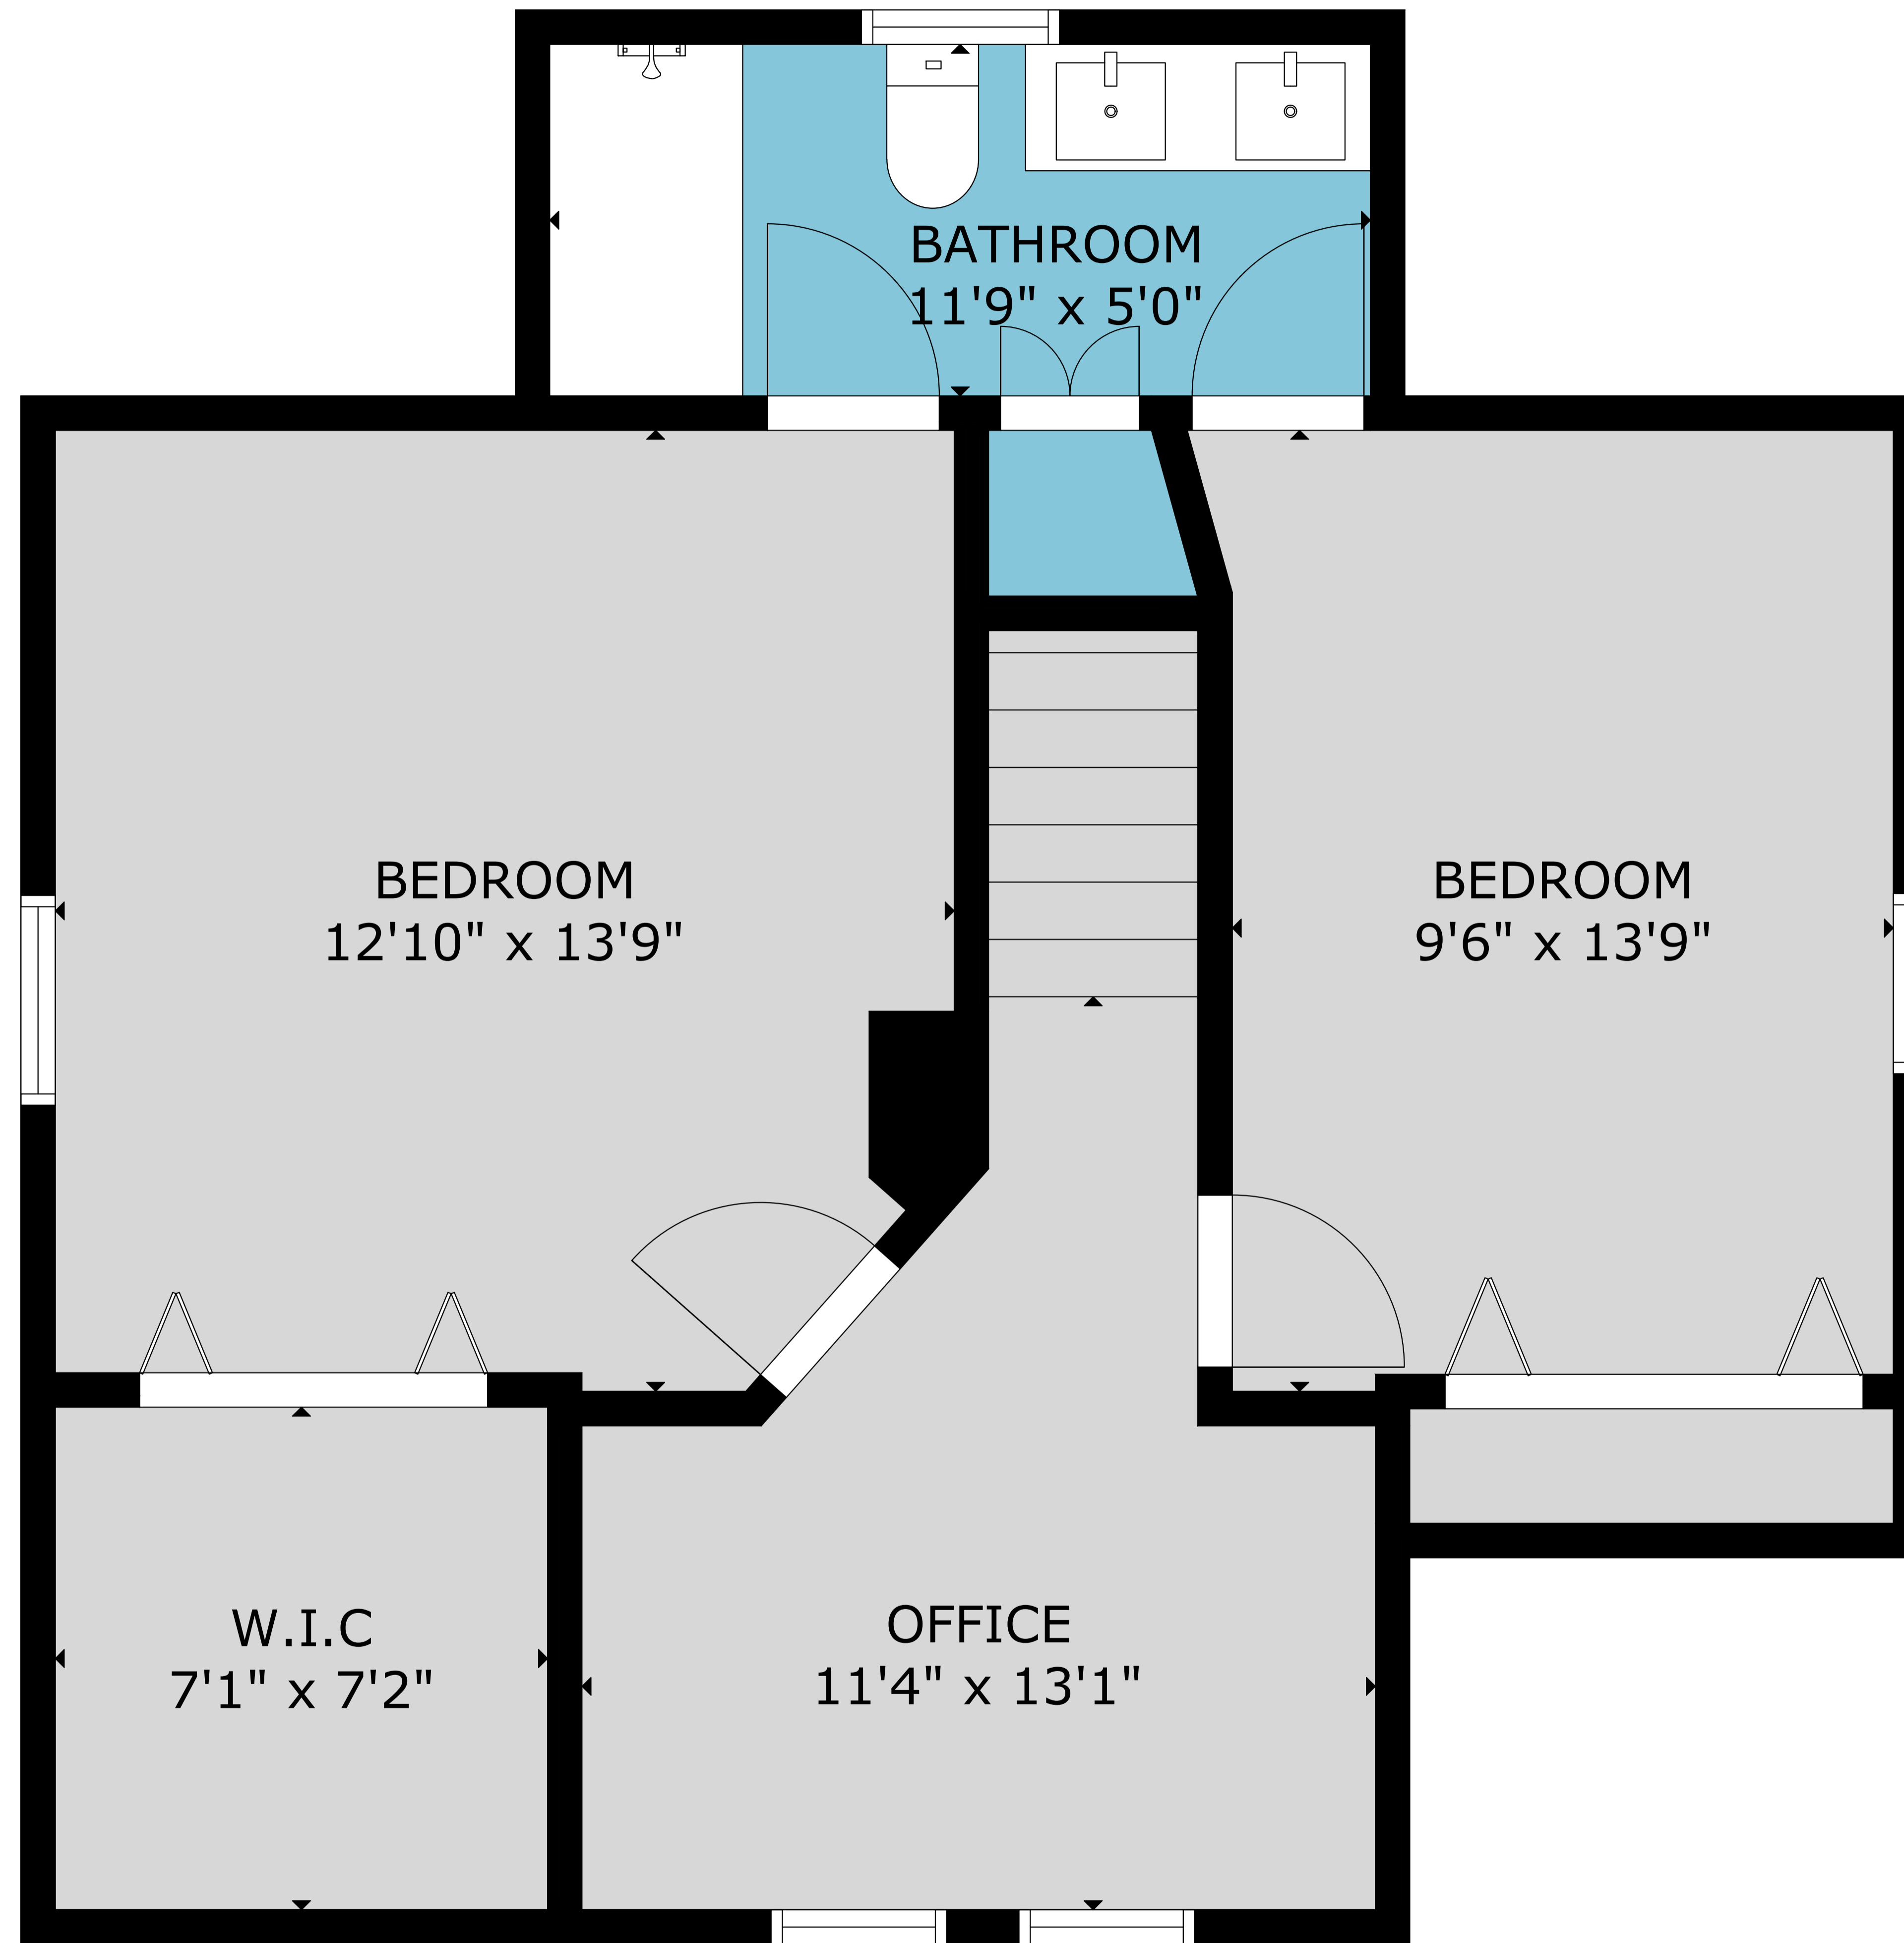 BATHROOM
11'9" x 5'0"
BEDROOM
12'10" x 13'9"
BEDROOM
9'6" x 13'9"
W.I.C
7'1" x 7'2"
OFFICE
11'4" x 13'1"